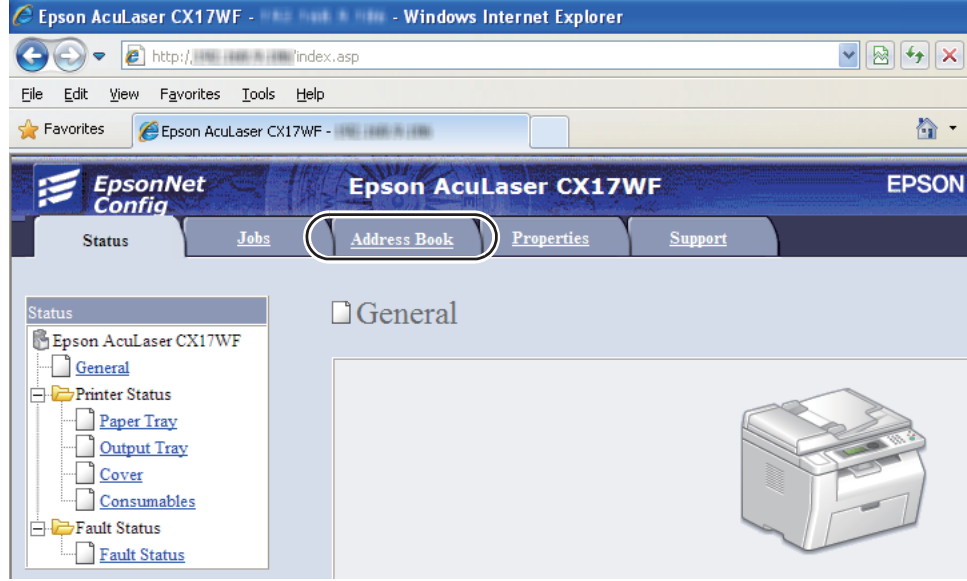 Epson AcuLaser CX17WF - - Windows Internet Explorer
http:/ /index.asp
File Edit View Favorites Tools Help
Favorites Epson AcuLaser CX17WF -
EpsonNet Config Epson AcuLaser CX17WF EPSON
Status Jobs Address Book Properties Support
Status
General
Epson AcuLaser CX17WF
General
Printer Status
Paper Tray
Output Tray
Cover
Consumables
Fault Status
Fault Status